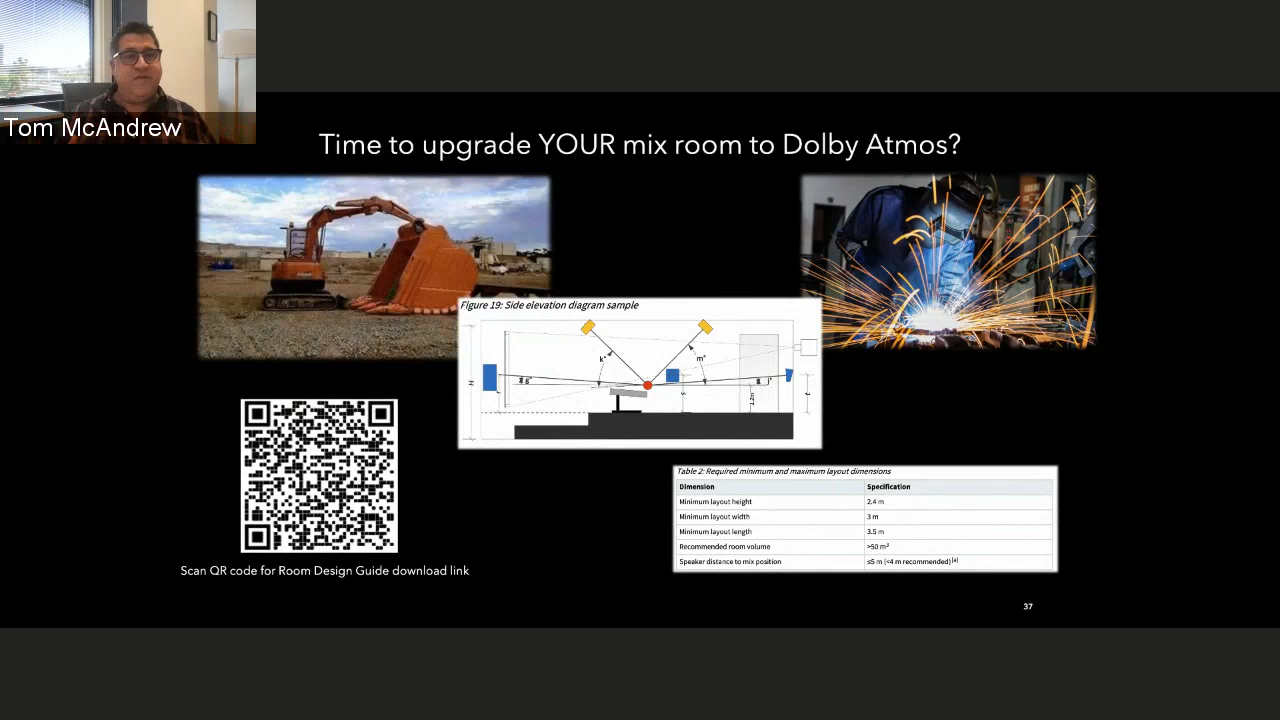 Tom McAndrew
Time to upgrade YOUR mix room to Dolby Atmos?
Figure 19: Side elevation diagram sample
k°
m°
g°
j°
H
s
1.2m
t
Table 2: Required minimum and maximum layout dimensions
Dimension Specification
Minimum layout height 2.4 m
Minimum layout width 3 m
Minimum layout length 3.5 m
Recommended room volume >50 m³
Speaker distance to mix position ≤5 m (<4 m recommended) [a]
Scan QR code for Room Design Guide download link
37